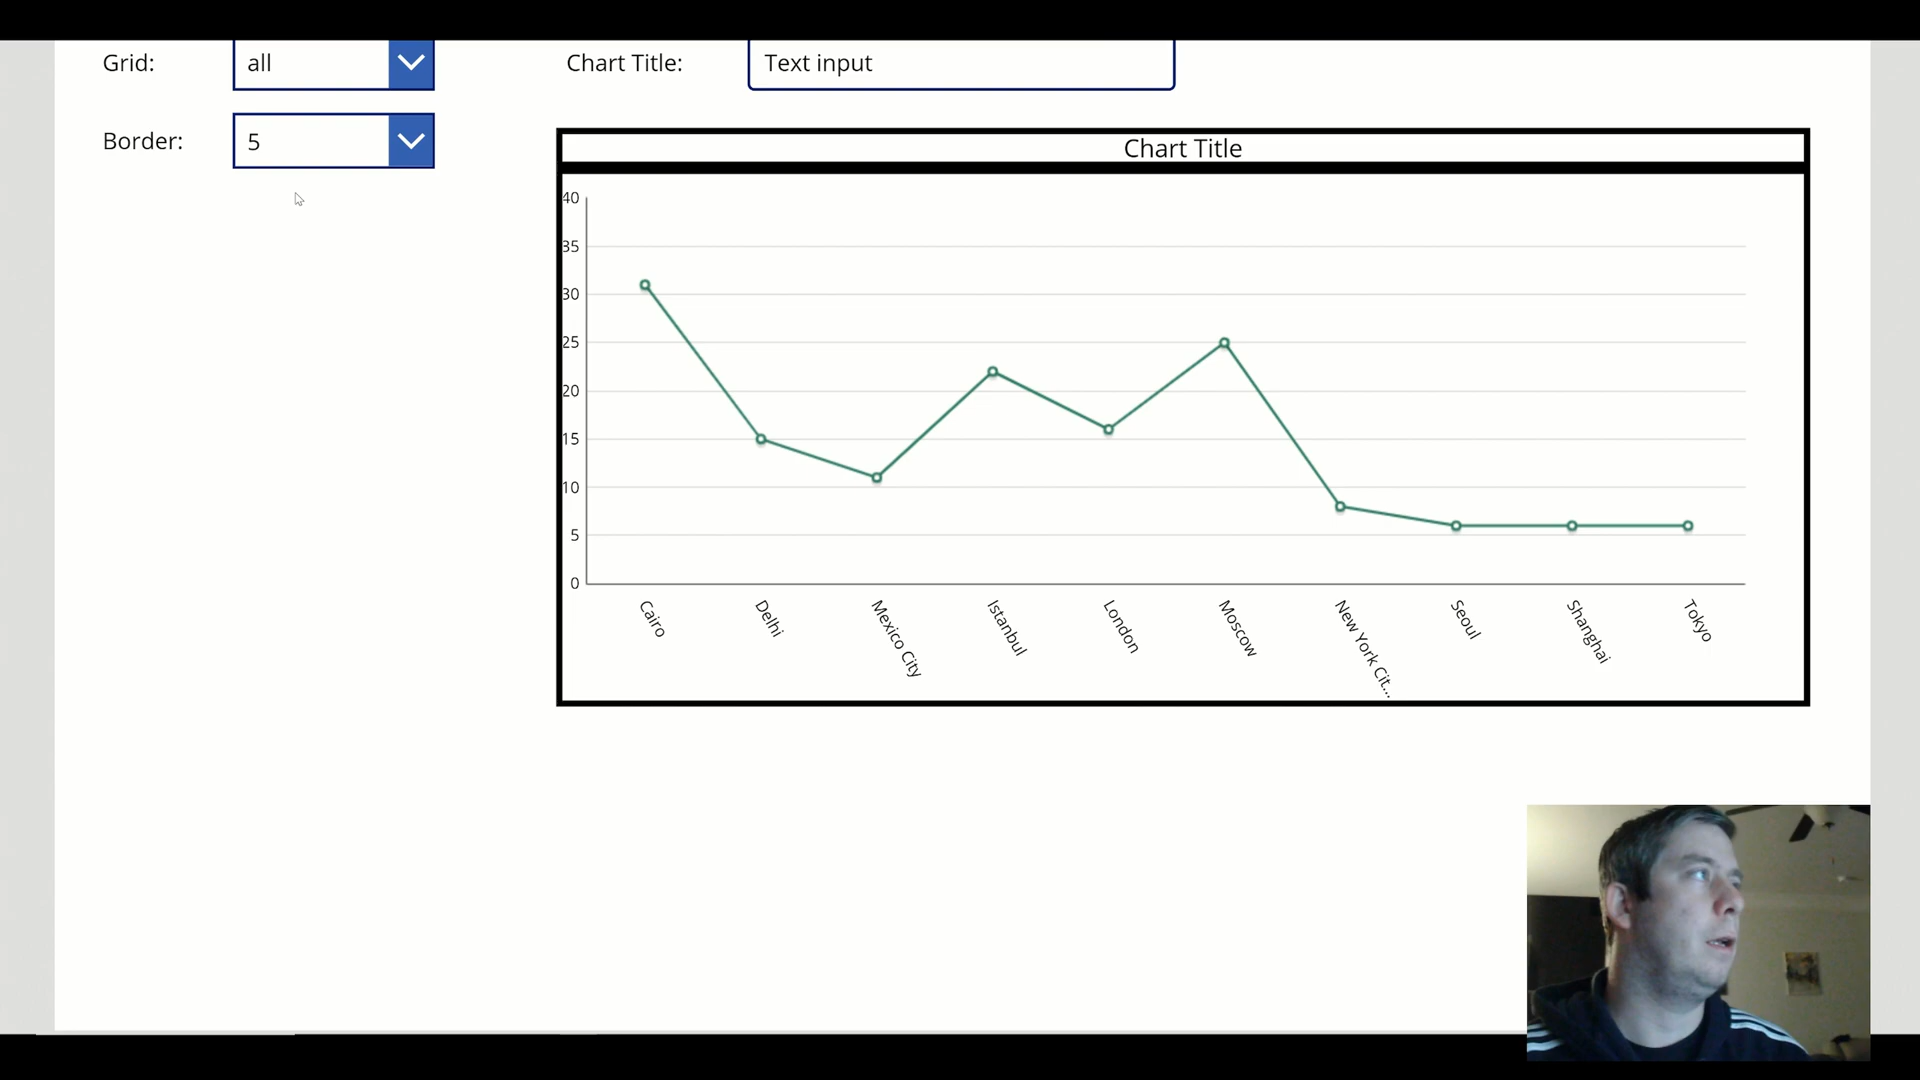 Grid:
all
Chart Title:
Text input
Border:
5
Chart Title
40
35
30
25
20
15
10
5
0
Cairo
Delhi
Mexico City
Istanbul
London
Moscow
New York Cit...
Seoul
Shanghai
Tokyo